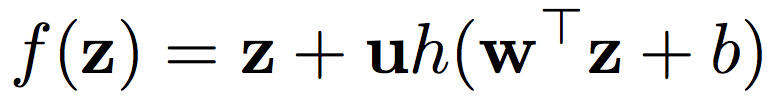 f(z) = z + uh(w⊤z + b)